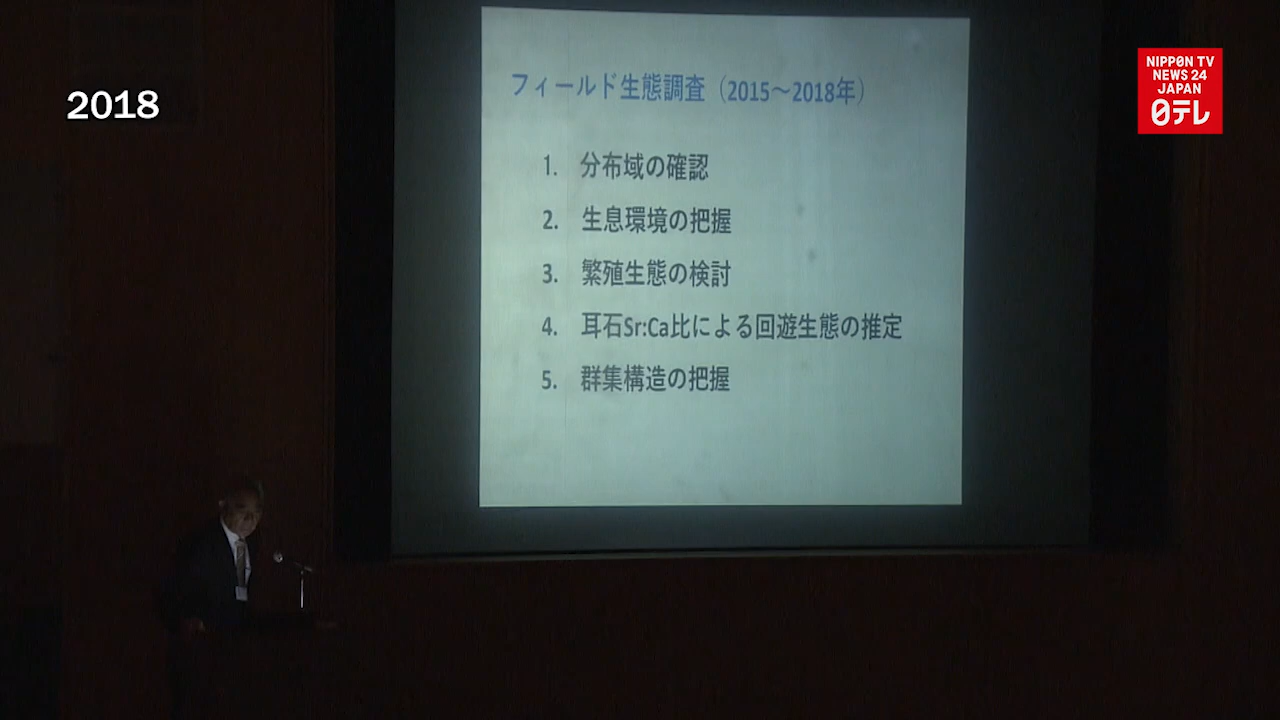 2018
NIPPON TV
NEWS 24
JAPAN
日テレ
フィールド生態調査（2015～2018年）
1. 分布域の確認
2. 生息環境の把握
3. 繁殖生態の検討
4. 耳石Sr:Ca比による回遊生態の推定
5. 群集構造の把握